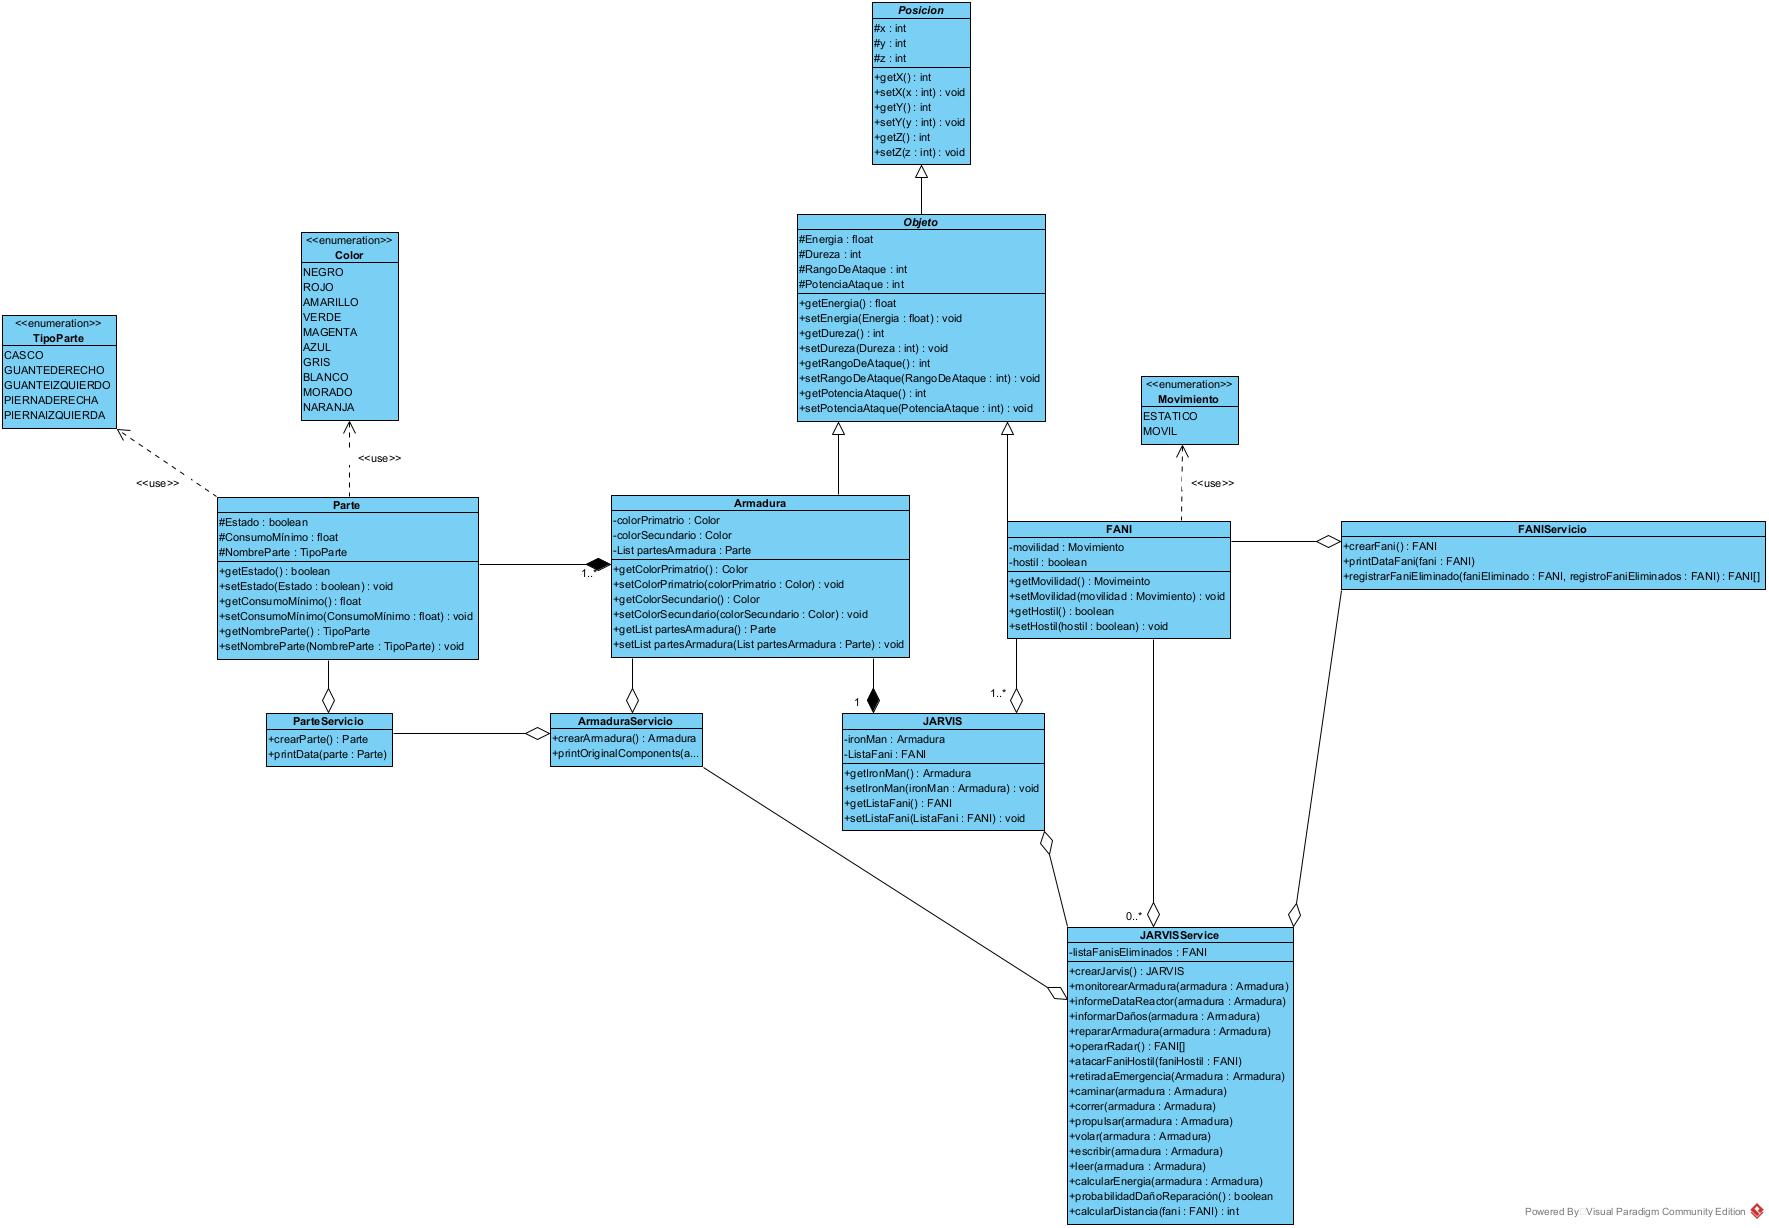 Posicion
#x : int
#y : int
#z : int
+getX() : int
+setX(x : int) : void
+getY() : int
+setY(y : int) : void
+getZ() : int
+setZ(z : int) : void
Objeto
#Energia : float
#Dureza : int
#RangoDeAtaque : int
#PotenciaAtaque : int
+getEnergia() : float
+setEnergia(Energia : float) : void
+getDureza() : int
+setDureza(Dureza : int) : void
+getRangoDeAtaque() : int
+setRangoDeAtaque(RangoDeAtaque : int) : void
+getPotenciaAtaque() : int
+setPotenciaAtaque(PotenciaAtaque : int) : void
<<enumeration>>
Color
NEGRO
ROJO
AMARILLO
VERDE
MAGENTA
AZUL
GRIS
BLANCO
MORADO
NARANJA
<<enumeration>>
TipoParte
CASCO
GUANTEDERECHO
GUANTEIZQUIERDO
PIERNADERECHA
PIERNAIZQUIERDA
<<enumeration>>
Movimiento
ESTATICO
MOVIL
<<use>>
<<use>>
<<use>>
Parte
#Estado : boolean
#ConsumoMínimo : float
#NombreParte : TipoParte
+getEstado() : boolean
+setEstado(Estado : boolean) : void
+getConsumoMínimo() : float
+setConsumoMínimo(ConsumoMínimo : float) : void
+getNombreParte() : TipoParte
+setNombreParte(NombreParte : TipoParte) : void
1..*
Armadura
-colorPrimatrio : Color
-colorSecundario : Color
-List partesArmadura : Parte
+getColorPrimatrio() : Color
+setColorPrimatrio(colorPrimatrio : Color) : void
+getColorSecundario() : Color
+setColorSecundario(colorSecundario : Color) : void
+getList partesArmadura() : Parte
+setList partesArmadura(List partesArmadura : Parte) : void
FANI
-movilidad : Movimiento
-hostil : boolean
+getMovilidad() : Movimeinto
+setMovilidad(movilidad : Movimiento) : void
+getHostil() : boolean
+setHostil(hostil : boolean) : void
FANIServicio
+crearFani() : FANI
+printDataFani(fani : FANI)
+registrarFaniEliminado(faniEliminado : FANI, registroFaniEliminados : FANI) : FANI[]
1
1..*
ParteServicio
+crearParte() : Parte
+printData(parte : Parte)
ArmaduraServicio
+crearArmadura() : Armadura
+printOriginalComponents(a...
JARVIS
-ironMan : Armadura
-ListaFani : FANI
+getIronMan() : Armadura
+setIronMan(ironMan : Armadura) : void
+getListaFani() : FANI
+setListaFani(ListaFani : FANI) : void
0..*
JARVISService
-listaFanisEliminados : FANI
+crearJarvis() : JARVIS
+monitorearArmadura(armadura : Armadura)
+informeDataReactor(armadura : Armadura)
+informarDaños(armadura : Armadura)
+repararArmadura(armadura : Armadura)
+operarRadar() : FANI[]
+atacarFaniHostil(faniHostil : FANI)
+retiradaEmergencia(Armadura : Armadura)
+caminar(armadura : Armadura)
+correr(armadura : Armadura)
+propulsar(armadura : Armadura)
+volar(armadura : Armadura)
+escribir(armadura : Armadura)
+leer(armadura : Armadura)
+calcularEnergia(armadura : Armadura)
+probabilidadDañoReparación() : boolean
+calcularDistancia(fani : FANI) : int
Powered By Visual Paradigm Community Edition